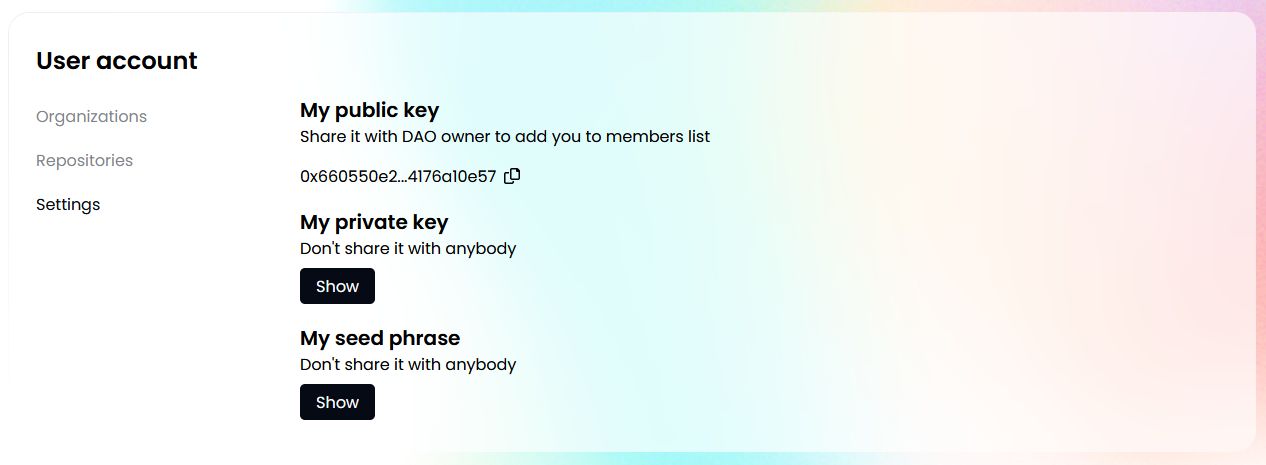 User account
Organizations
Repositories
Settings
My public key
Share it with DAO owner to add you to members list
0x660550e2...4176a10e57
My private key
Don't share it with anybody
Show
My seed phrase
Don't share it with anybody
Show